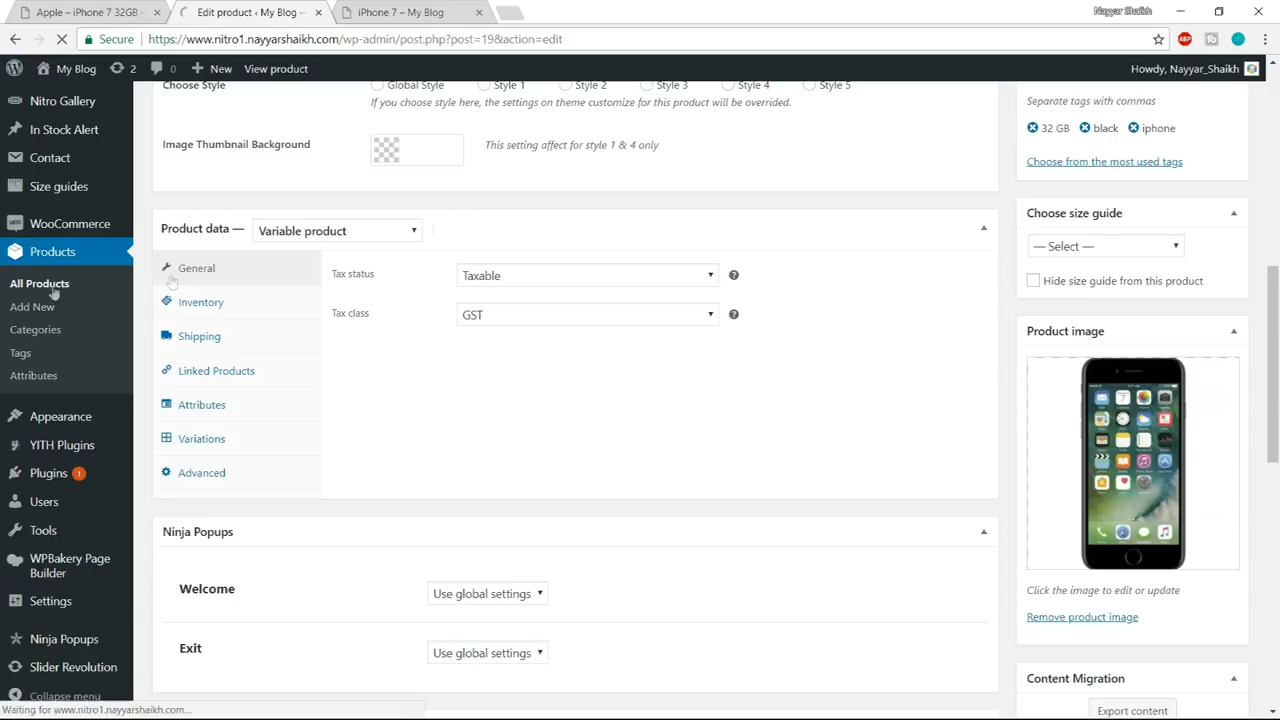 Apple – iPhone 7 32GB -
Edit product ‹ My Blog –
iPhone 7 – My Blog
Nayyar Shaikh
Secure
https://www.nitro1.nayyarshaikh.com/wp-admin/post.php?post=19&action=edit
My Blog
2
0
New
View product
Howdy, Nayyar_Shaikh
Nitro Gallery
In Stock Alert
Contact
Size guides
WooCommerce
Products
All Products
Add New
Categories
Tags
Attributes
Appearance
YITH Plugins
Plugins 1
Users
Tools
WPBakery Page
Builder
Settings
Ninja Popups
Slider Revolution
Collapse menu
Waiting for www.nitro1.nayyarshaikh.com...
Choose Style
Global Style
Style 1
Style 2
Style 3
Style 4
Style 5
If you choose style here, the settings on theme customize for this product will be overrided.
Image Thumbnail Background
This setting affect for style 1 & 4 only
Product data —
Variable product
General
Inventory
Shipping
Linked Products
Attributes
Variations
Advanced
Tax status
Taxable
Tax class
GST
Ninja Popups
Welcome
Use global settings
Exit
Use global settings
Separate tags with commas
32 GB
black
iphone
Choose from the most used tags
Choose size guide
— Select —
Hide size guide from this product
Product image
Click the image to edit or update
Remove product image
Content Migration
Export content